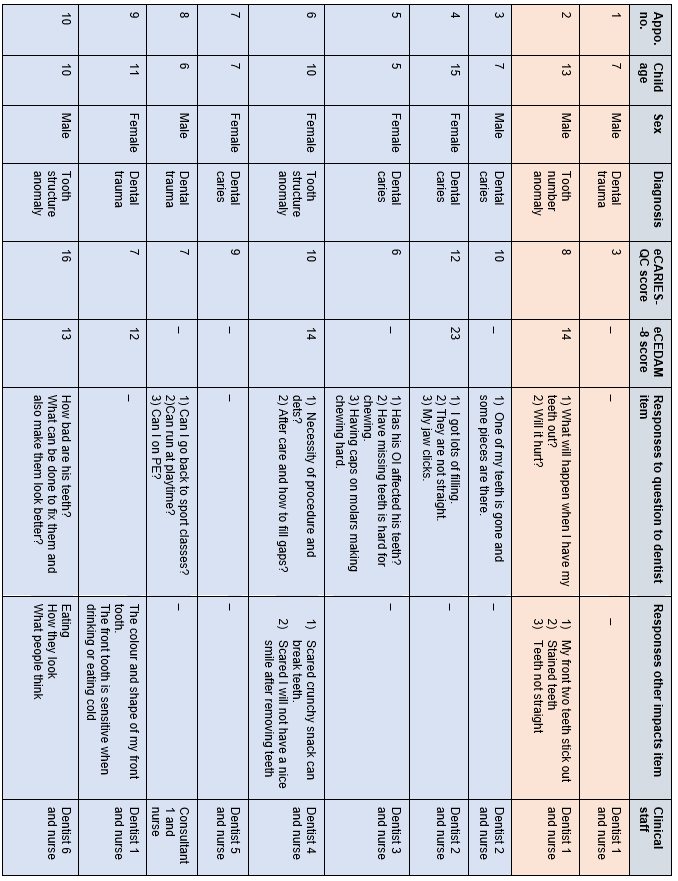 Appo. no. | Child age | Sex | Diagnosis | eCARIES-QC score | eCEDAM-8 score | Responses to question to dentist item | Responses other impacts item | Clinical staff
1 | 7 | Male | Dental trauma | 3 | – | – | – | Dentist 1 and nurse
2 | 13 | Male | Tooth number anomaly | 8 | 14 | 1) What will happen when I have my teeth out? 2) Will it hurt? | 1) My front two teeth stick out 2) Stained teeth 3) Teeth not straight | Dentist 1 and nurse
3 | 7 | Male | Dental caries | 10 | – | 1) One of my teeth is gone and some pieces are there. | – | Dentist 2 and nurse
4 | 15 | Female | Dental caries | 12 | 23 | 1) I got lots of filling. 2) They are not straight. 3) My jaw clicks. | – | Dentist 2 and nurse
5 | 5 | Female | Dental caries | 6 | – | 1) Has his OI affected his teeth? 2) Have missing teeth is hard for chewing. 3) Having caps on molars making chewing hard. | – | Dentist 3 and nurse
6 | 10 | Female | Tooth structure anomaly | 10 | 14 | 1) Necessity of procedure and dets? 2) After care and how to fill gaps? | 1) Scared crunchy snack can break teeth. 2) Scared I will not have a nice smile after removing teeth | Dentist 4 and nurse
7 | 7 | Female | Dental caries | 9 | – | – | – | Dentist 5 and nurse
8 | 6 | Male | Dental trauma | 7 | – | 1) Can I go back to sport classes? 2)Can run at playtime? 3) Can I on PE? | – | Consultant 1 and nurse
9 | 11 | Female | Dental trauma | 7 | 12 | – | The colour and shape of my front tooth. The front tooth is sensitive when drinking or eating cold | Dentist 1 and nurse
10 | 10 | Male | Tooth structure anomaly | 16 | 13 | How bad are his teeth? What can be done to fix them and also make them look better? | Eating How they look What people think | Dentist 6 and nurse